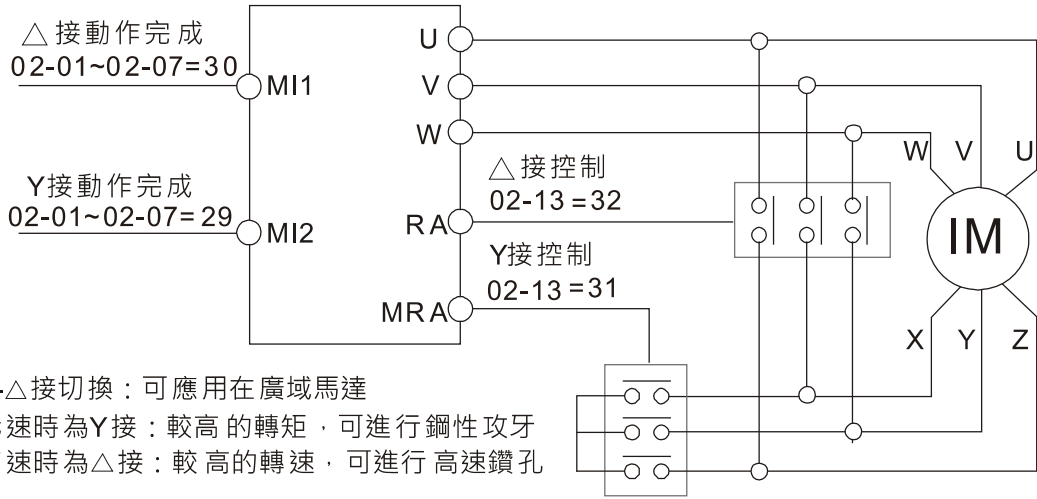 △接動作完成
02-01~02-07=30
MI1
Y接動作完成
02-01~02-07=29
MI2
U
V
W
△接控制
02-13=32
RA
Y接控制
02-13=31
MRA
W V U
IM
X Y Z
-△接切換：可應用在廣域馬達
速時為Y接：較高的轉矩，可進行鋼性攻牙
速時為△接：較高的轉速，可進行高速鑽孔